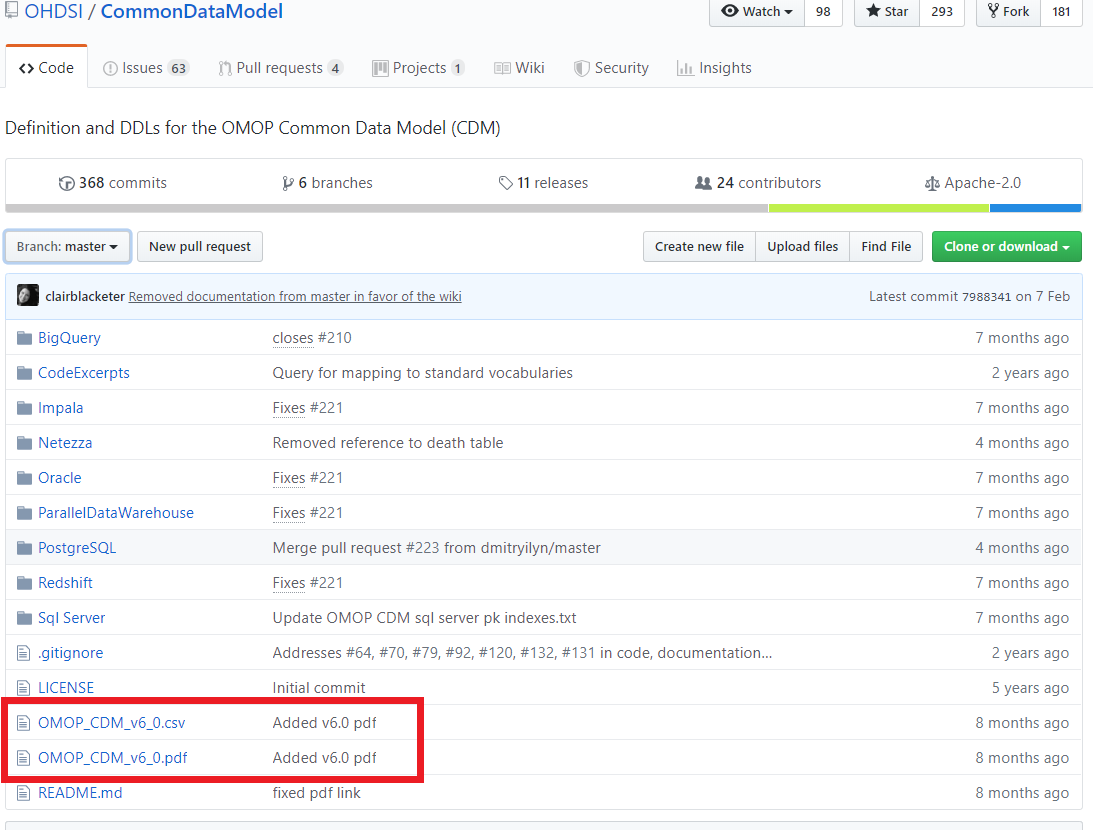 OHDSI / CommonDataModel
Watch 98 Star 293 Fork 181
Code Issues 63 Pull requests 4 Projects 1 Wiki Security Insights
Definition and DDLs for the OMOP Common Data Model (CDM)
368 commits 6 branches 11 releases 24 contributors Apache-2.0
Branch: master New pull request Create new file Upload files Find File Clone or download
clairblacketer Removed documentation from master in favor of the wiki Latest commit 7988341 on 7 Feb
BigQuery closes #210 7 months ago
CodeExcerpts Query for mapping to standard vocabularies 2 years ago
Impala Fixes #221 7 months ago
Netezza Removed reference to death table 4 months ago
Oracle Fixes #221 7 months ago
ParallelDataWarehouse Fixes #221 7 months ago
PostgreSQL Merge pull request #223 from dmitryilyn/master 4 months ago
Redshift Fixes #221 7 months ago
Sql Server Update OMOP CDM sql server pk indexes.txt 7 months ago
.gitignore Addresses #64, #70, #79, #92, #120, #132, #131 in code, documentation... 2 years ago
LICENSE Initial commit 5 years ago
OMOP_CDM_v6_0.csv Added v6.0 pdf 8 months ago
OMOP_CDM_v6_0.pdf Added v6.0 pdf 8 months ago
README.md fixed pdf link 8 months ago